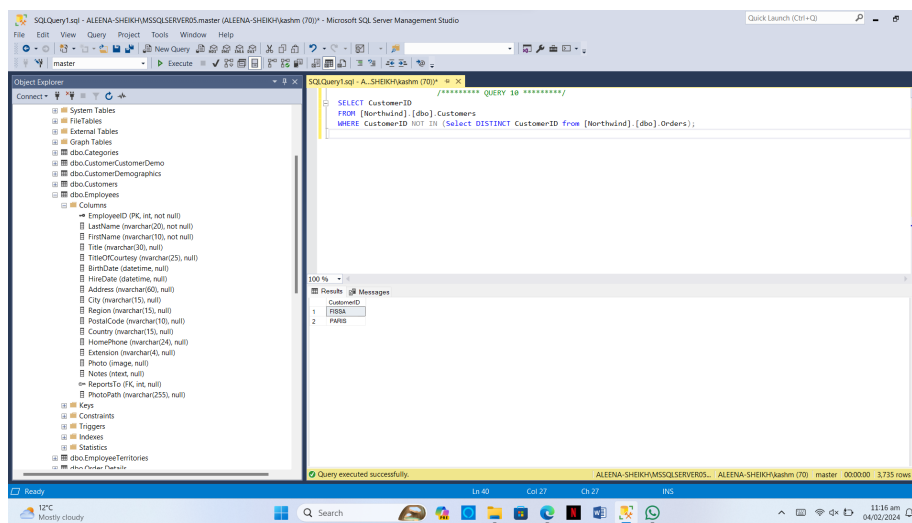 SQLQuery1.sql - ALEENA-SHEIKH\MSSQLSERVER05.master (ALEENA-SHEIKH\kashm (70))* - Microsoft SQL Server Management Studio
Quick Launch (Ctrl+Q)
File Edit View Query Project Tools Window Help
New Query
master
Execute
Object Explorer
SQLQuery1.sql - A...SHEIKH\kashm (70))*
Connect
System Tables
FileTables
External Tables
Graph Tables
dbo.Categories
dbo.CustomerCustomerDemo
dbo.CustomerDemographics
dbo.Customers
dbo.Employees
Columns
EmployeeID (PK, int, not null)
LastName (nvarchar(20), not null)
FirstName (nvarchar(10), not null)
Title (nvarchar(30), null)
TitleOfCourtesy (nvarchar(25), null)
BirthDate (datetime, null)
HireDate (datetime, null)
Address (nvarchar(60), null)
City (nvarchar(15), null)
Region (nvarchar(15), null)
PostalCode (nvarchar(10), null)
Country (nvarchar(15), null)
HomePhone (nvarchar(24), null)
Extension (nvarchar(4), null)
Photo (image, null)
Notes (ntext, null)
ReportsTo (FK, int, null)
PhotoPath (nvarchar(255), null)
Keys
Constraints
Triggers
Indexes
Statistics
dbo.EmployeeTerritories
dbo.Order Details
/********* QUERY 10 *********/
SELECT CustomerID
FROM [Northwind].[dbo].Customers
WHERE CustomerID NOT IN (Select DISTINCT CustomerID from [Northwind].[dbo].Orders);
100 %
Results Messages
CustomerID
1 FISSA
2 PARIS
Query executed successfully.
ALEENA-SHEIKH\MSSQLSERVER05... ALEENA-SHEIKH\kashm (70) master 00:00:00 3,735 rows
Ready
Ln 40 Col 27 Ch 27 INS
12°C
Mostly cloudy
Search
11:16 am
04/02/2024